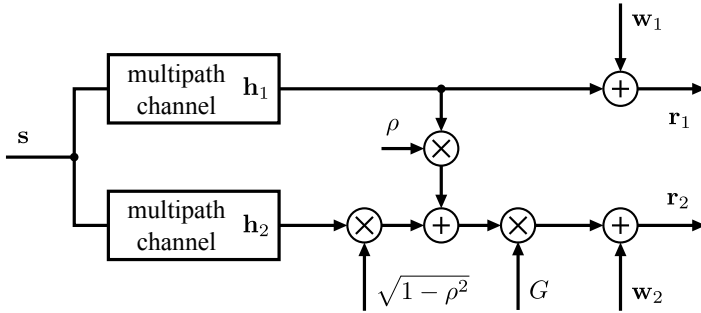 w₁
multipath
channel
h₁
r₁
ρ
s
multipath
channel
h₂
r₂
√1 − ρ²
G
w₂